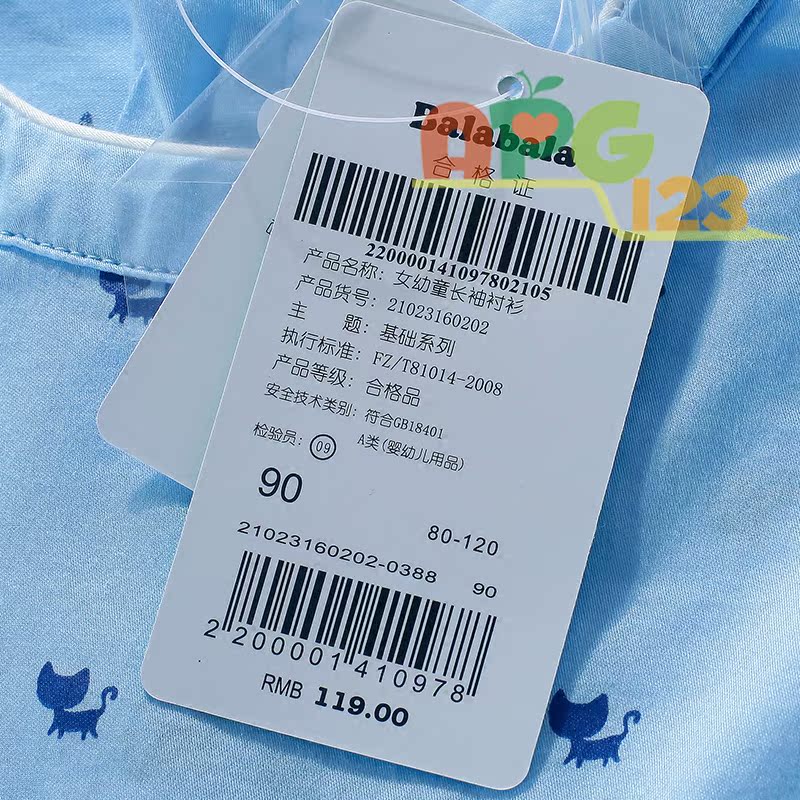 Balabala
APG
123
合格证
220000141097802105
产品名称：女幼童长袖衬衫
产品货号：21023160202
主　题：基础系列
执行标准：FZ/T81014-2008
产品等级：合格品
安全技术类别：符合GB18401
A类(婴幼儿用品)
检验员：09
90
80-120
21023160202-0388 90
2200001410978
RMB 119.00